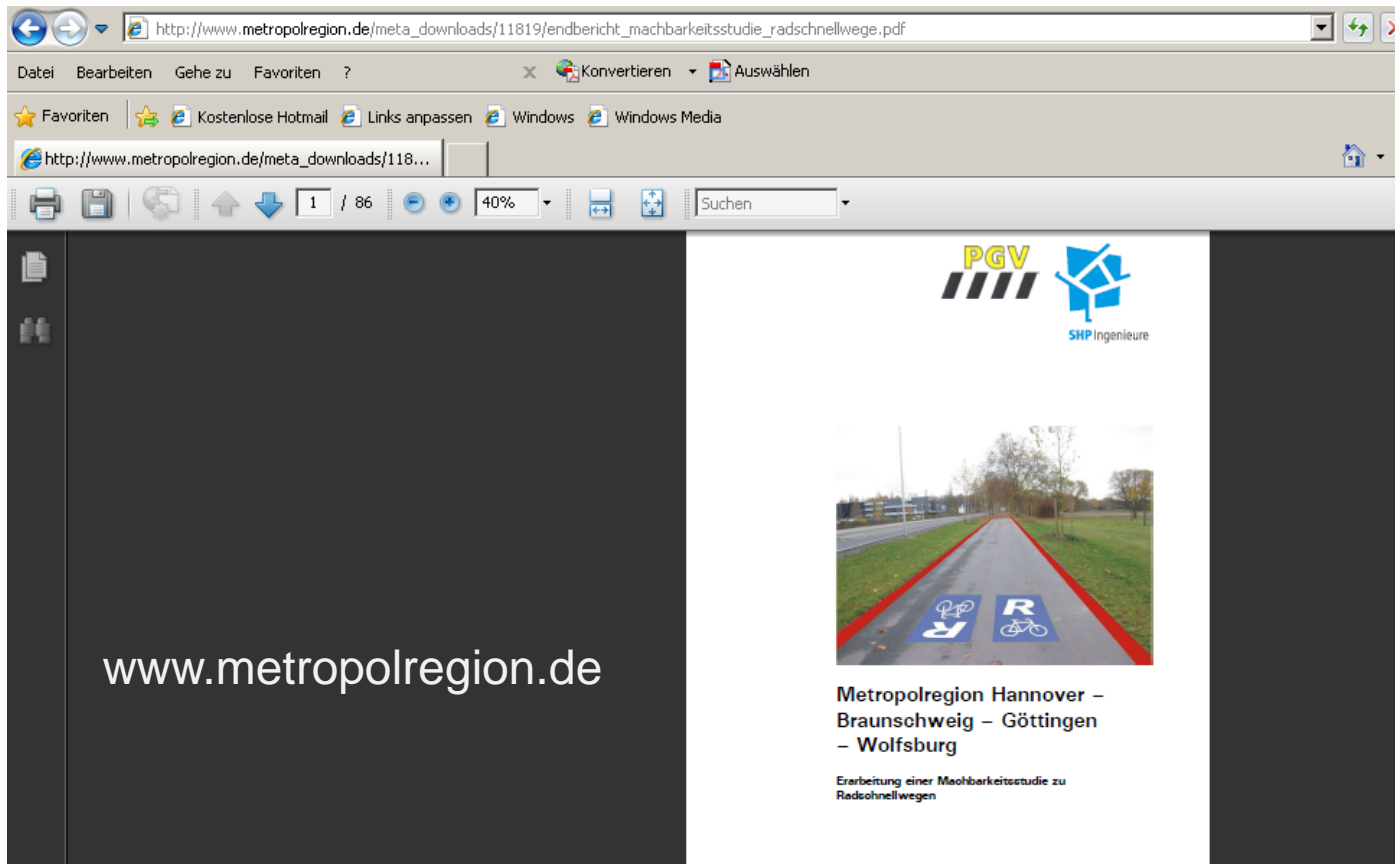 http://www.metropolregion.de/meta_downloads/11819/endbericht_machbarkeitsstudie_radschnellwege.pdf
Datei Bearbeiten Gehe zu Favoriten ? x Konvertieren Auswählen
Favoriten Kostenlose Hotmail Links anpassen Windows Windows Media
http://www.metropolregion.de/meta_downloads/118...
1 / 86 40% Suchen
PGV
SHP Ingenieure
R
R
www.metropolregion.de
Metropolregion Hannover –
Braunschweig – Göttingen
– Wolfsburg
Erarbeitung einer Machbarkeitsstudie zu
Radschnellwegen